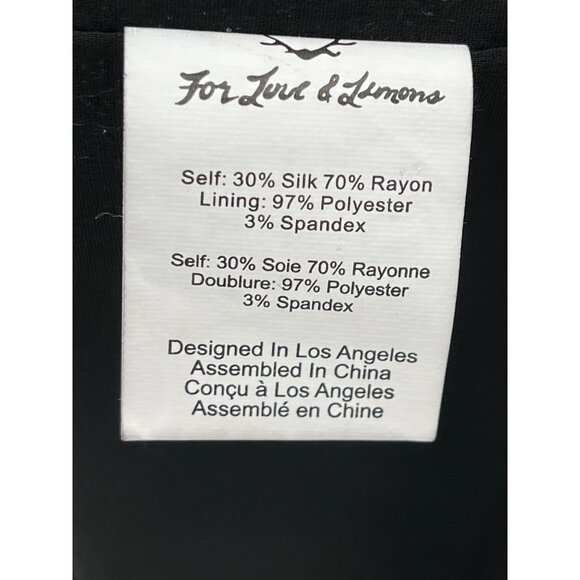 For Love & Lemons
Self: 30% Silk 70% Rayon
Lining: 97% Polyester
3% Spandex
Self: 30% Soie 70% Rayonne
Doublure: 97% Polyester
3% Spandex
Designed In Los Angeles
Assembled In China
Conçu à Los Angeles
Assemblé en Chine